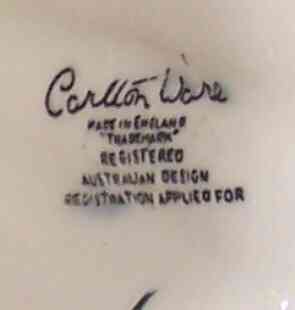 Carlton Ware
MADE IN ENGLAND
"TRADEMARK"
REGISTERED
AUSTRALIAN DESIGN
REGISTRATION APPLIED FOR